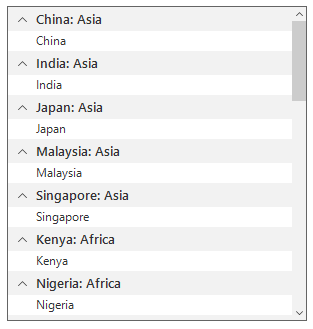 China: Asia
China
India: Asia
India
Japan: Asia
Japan
Malaysia: Asia
Malaysia
Singapore: Asia
Singapore
Kenya: Africa
Kenya
Nigeria: Africa
Nigeria